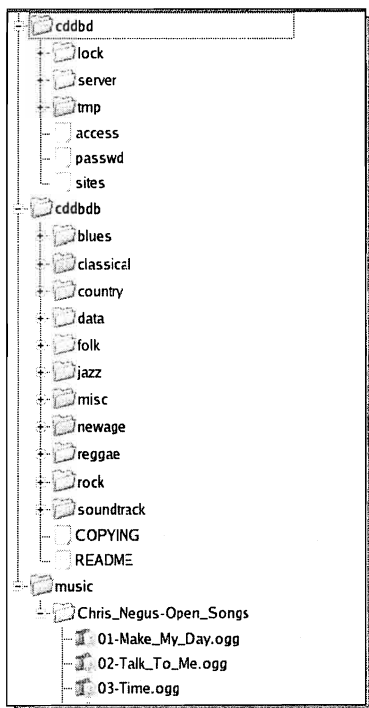 cddbd
lock
server
tmp
access
passwd
sites
cddbdb
blues
classical
country
data
folk
jazz
misc
newage
reggae
rock
soundtrack
COPYING
README
music
Chris_Negus-Open_Songs
01-Make_My_Day.ogg
02-Talk_To_Me.ogg
03-Time.ogg